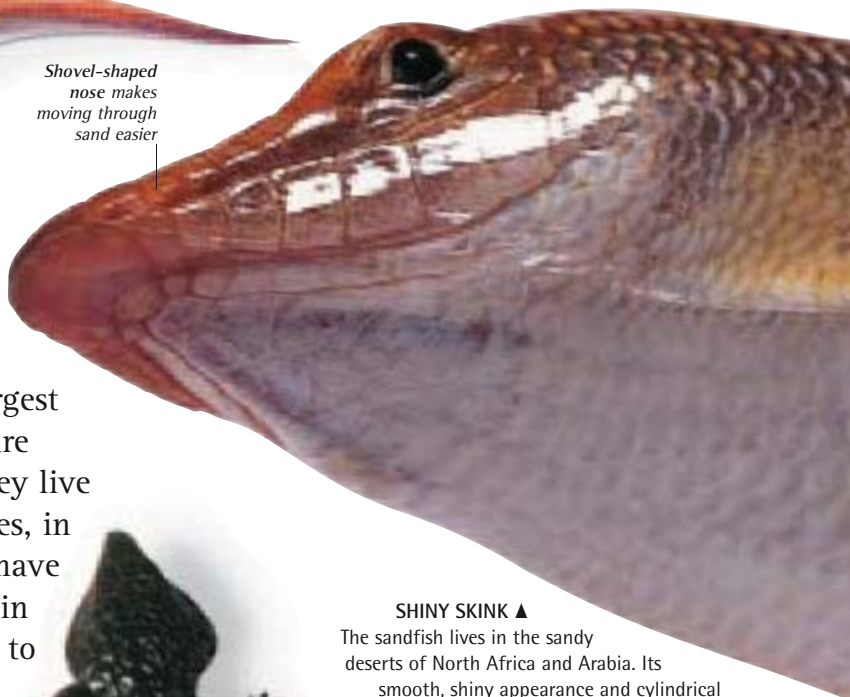 Shovel-shaped
nose makes
moving through
sand easier
rgest
re
ey live
es, in
have
in
to
SHINY SKINK ▲
The sandfish lives in the sandy
deserts of North Africa and Arabia. Its
smooth, shiny appearance and cylindrical